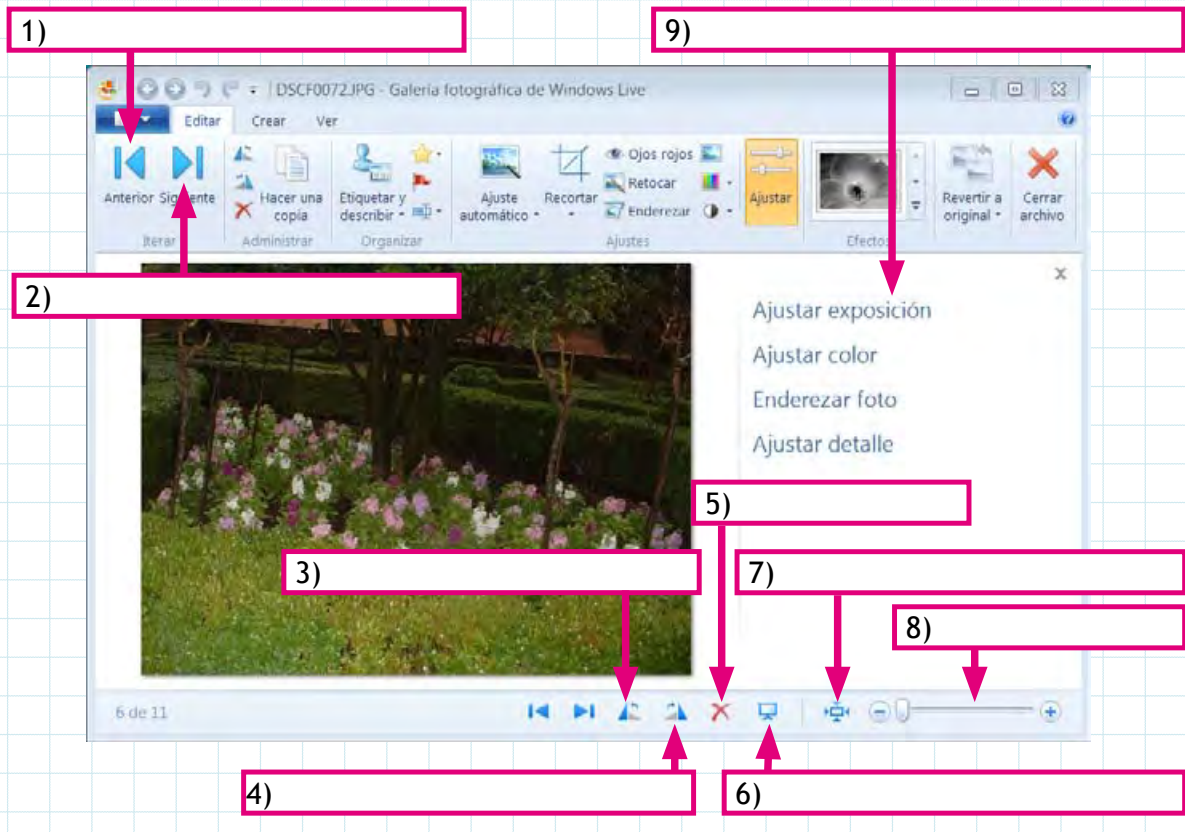 1)
9)
DSCF0072.JPG - Galería fotográfica de Windows Live
Editar Crear Ver
Anterior Siguiente
Hacer una copia
Etiquetar y describir
Ajuste automático
Recortar
Ojos rojos
Retocar
Enderezar
Ajustar
Revertir a original
Cerrar archivo
Iterar Administrar Organizar Ajustes Efectos
2)
Ajustar exposición
Ajustar color
Enderezar foto
Ajustar detalle
5)
3)
7)
8)
6 de 11
4)
6)